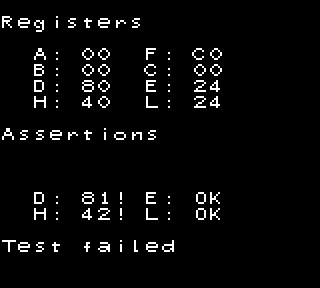 Registers
A: 00 F: C0
B: 00 C: 00
D: 80 E: 24
H: 40 L: 24
Assertions
D: 81! E: OK
H: 42! L: OK
Test failed